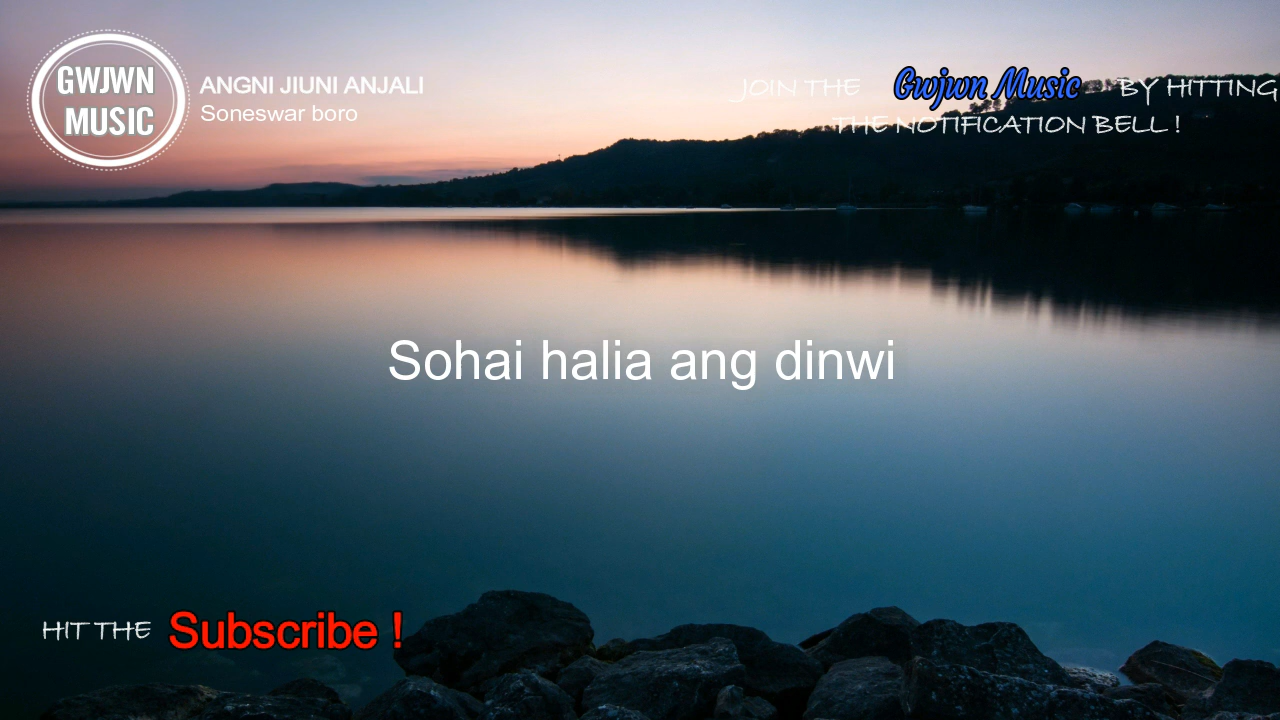 GWJWN
MUSIC
ANGNI JIUNI ANJALI
Soneswar boro
JOIN THE Gwjwn Music BY HITTING
THE NOTIFICATION BELL !
Sohai halia ang dinwi
HIT THE Subscribe !